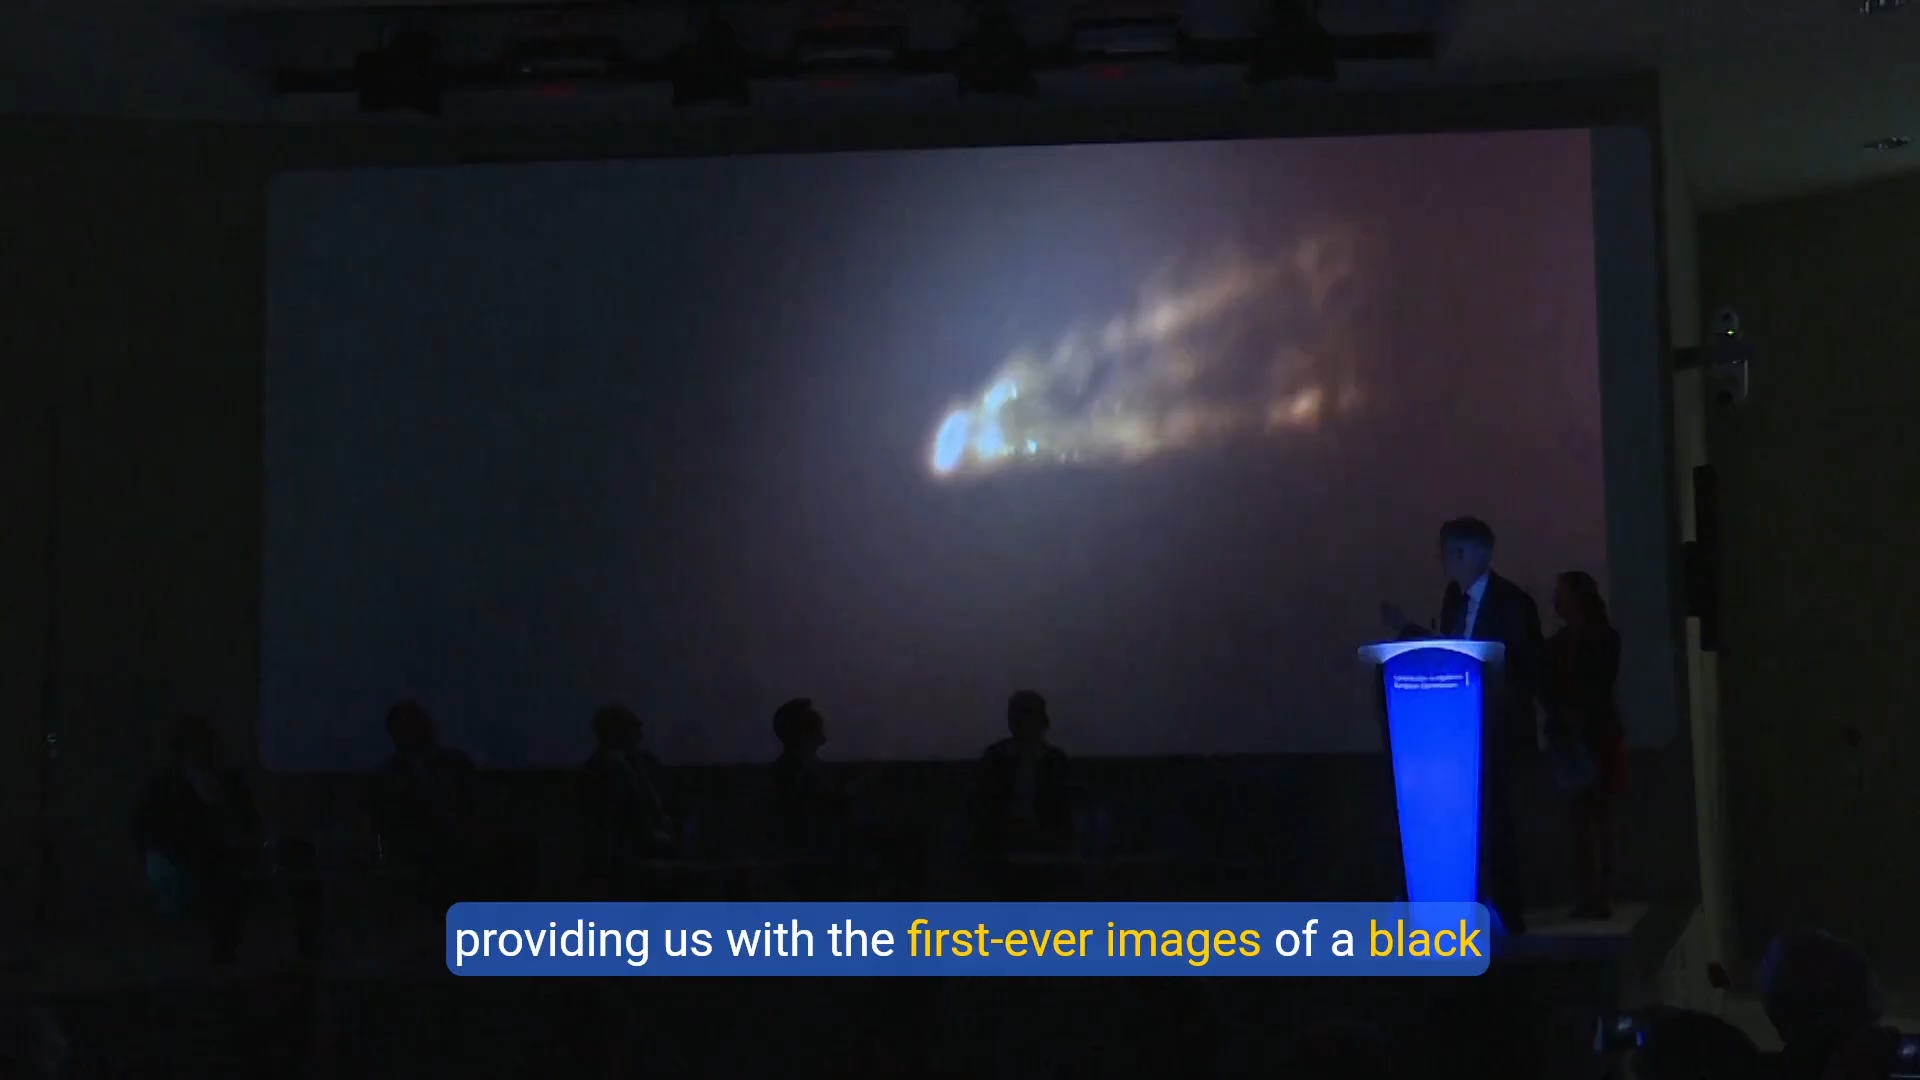 providing us with the first-ever images of a black